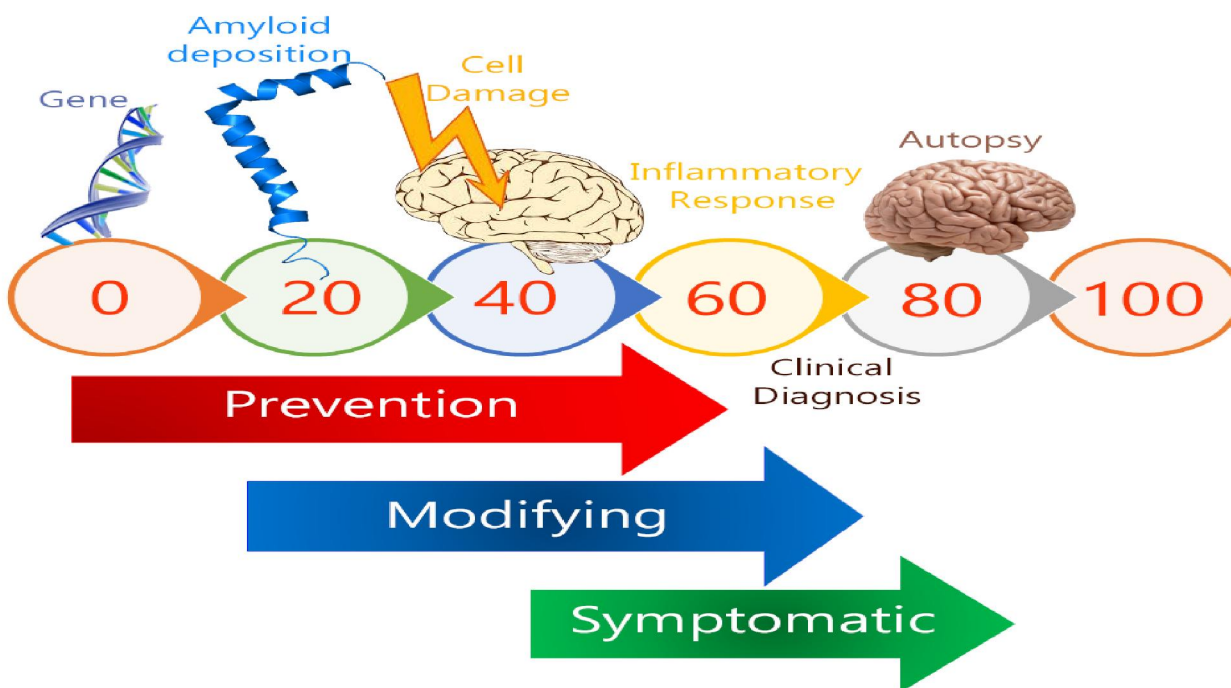 Amyloid
deposition
Cell
Damage
Gene
Autopsy
Inflammatory
Response
0
20
40
60
80
100
Clinical
Diagnosis
Prevention
Modifying
Symptomatic